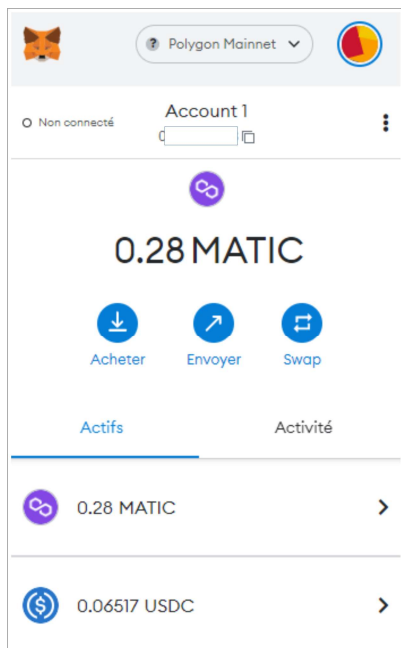 ? Polygon Mainnet
Non connecté
Account 1
0
0.28 MATIC
Acheter Envoyer Swap
Actifs Activité
0.28 MATIC
0.06517 USDC